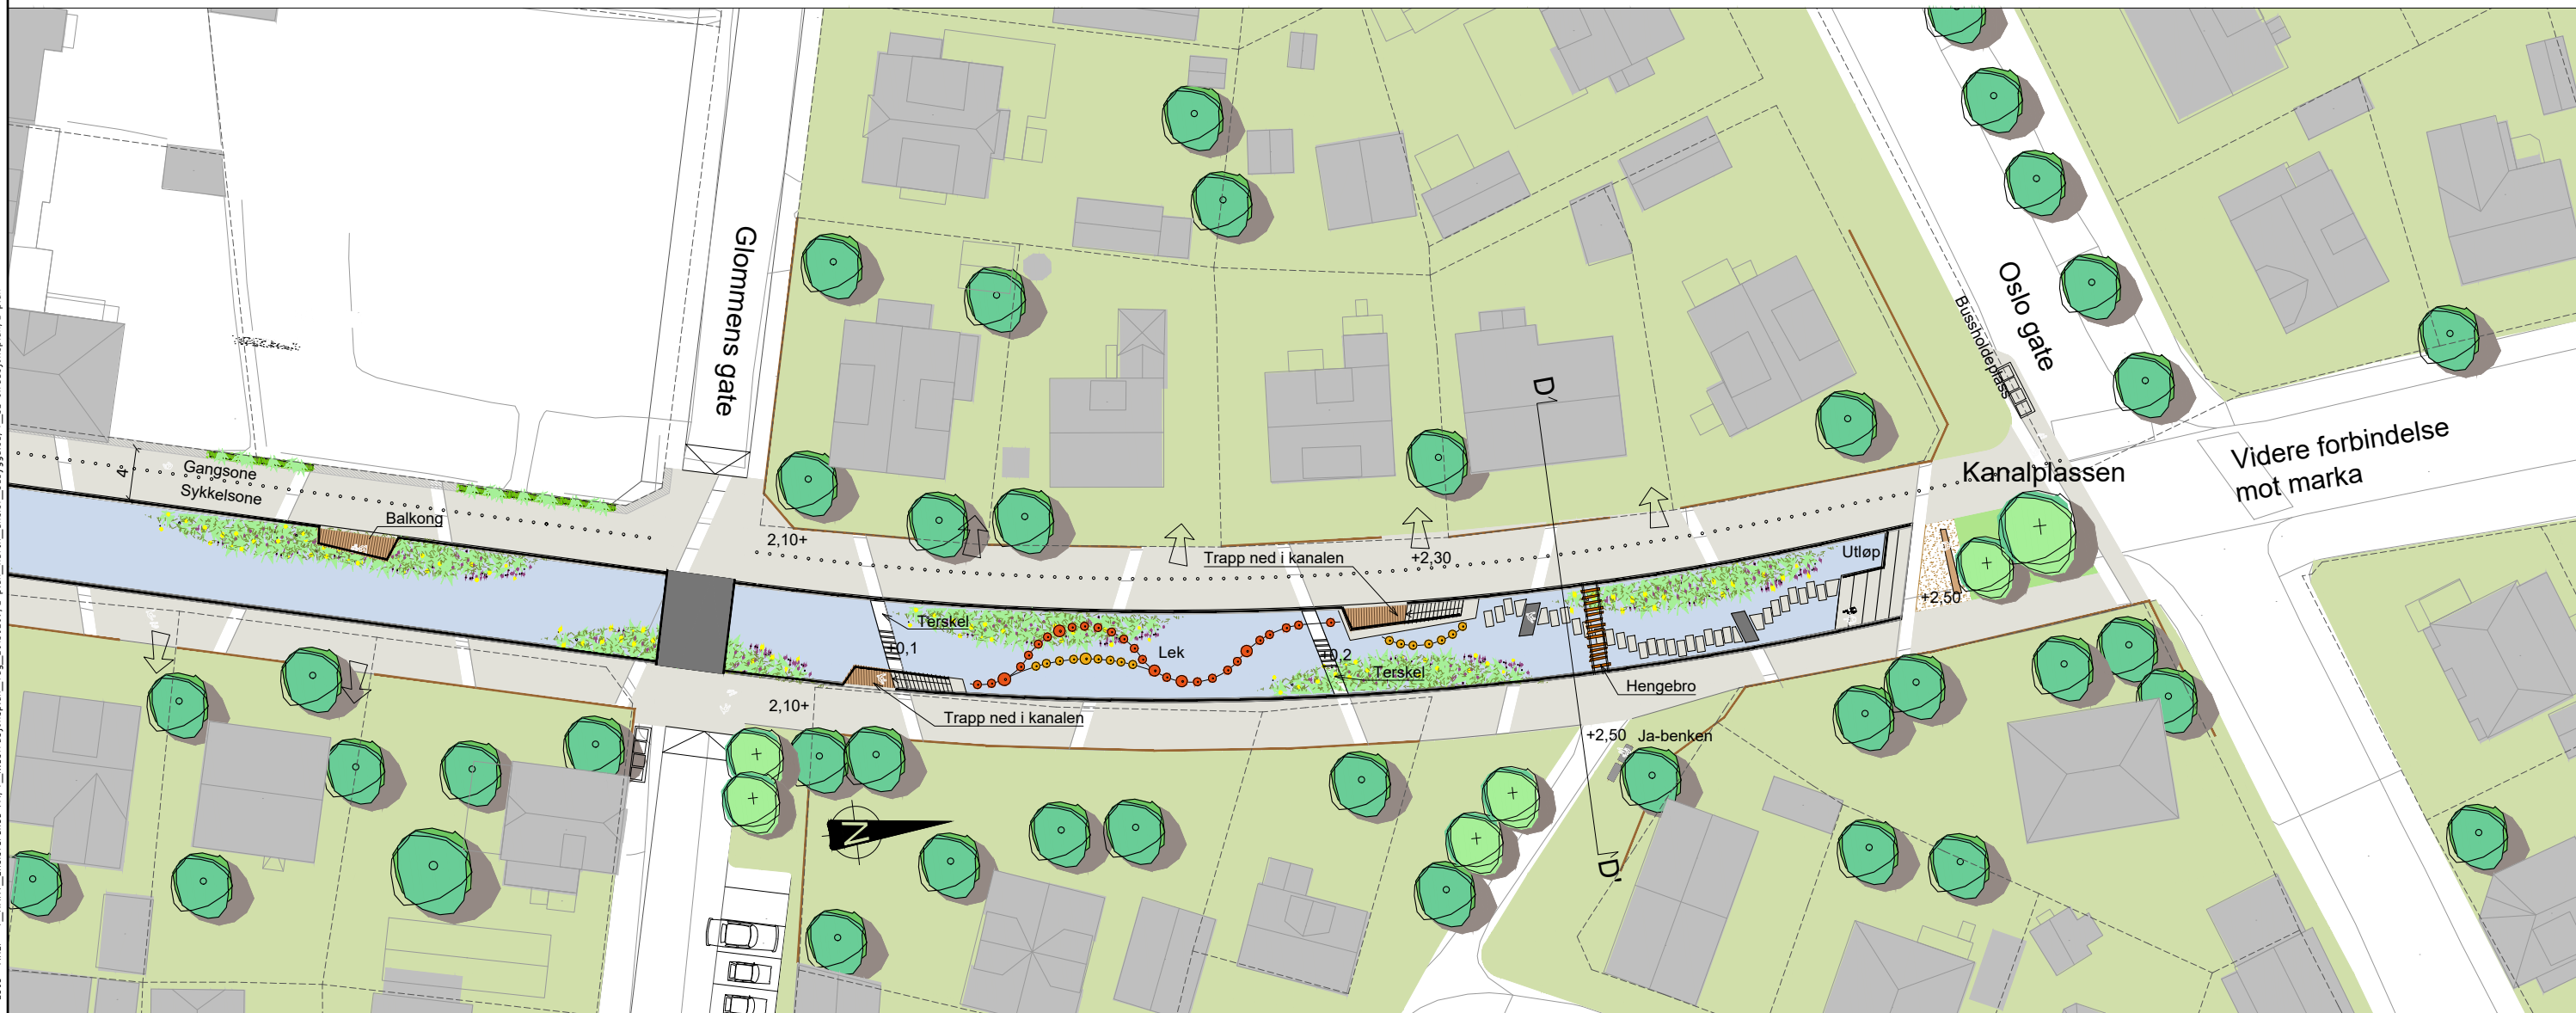 Glommens gate
Oslo gate
Bussholdeplass
D
Videre forbindelse
mot marka
Kanalplassen
4
Gangsone
Sykkelsone
Balkong
2,10+
Trapp ned i kanalen
+2,30
Utløp
+2,50
Terskel
+0,1
Lek
+0,2
Terskel
Hengebro
2,10+
Trapp ned i kanalen
+2,50
Ja-benken
N
D'